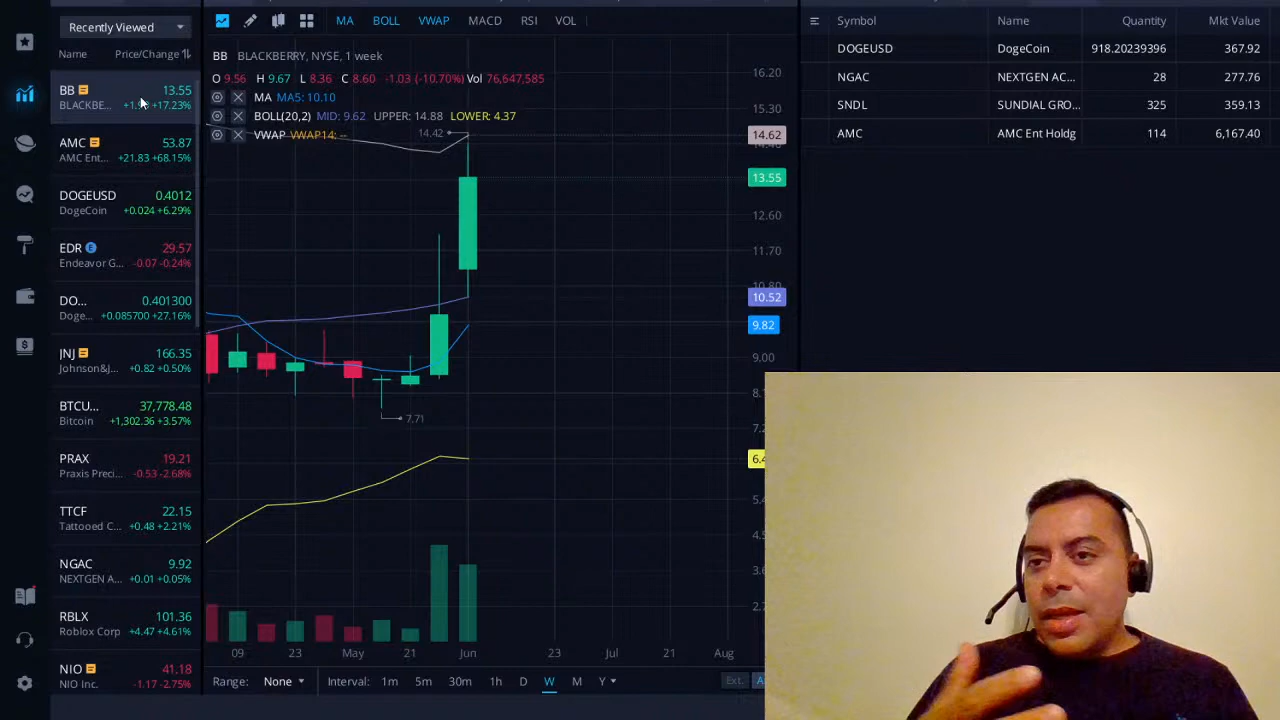 Recently Viewed
Name Price/Change
BB 13.55
BLACKBE... +17.23%
AMC 53.87
AMC Ent... +21.83 +68.15%
DOGEUSD 0.4012
DogeCoin +0.024 +6.29%
EDR E 29.57
Endeavor G... -0.07 -0.24%
DO... 0.401300
Doge... +0.085700 +27.16%
JNJ 166.35
Johnson&J... +0.82 +0.50%
BTCU... 37,778.48
Bitcoin +1,302.36 +3.57%
PRAX 19.21
Praxis Preci... -0.53 -2.68%
TTCF 22.15
Tattooed C... +0.48 +2.21%
NGAC 9.92
NEXTGEN A... +0.01 +0.05%
RBLX 101.36
Roblox Corp +4.47 +4.61%
NIO 41.18
NIO Inc. -1.17 -2.75%
MA BOLL VWAP MACD RSI VOL
BB BLACKBERRY, NYSE, 1 week
O 9.56 H 9.67 L 8.36 C 8.60 -1.03 (-10.70%) Vol 76,647,585
MA MA5: 10.10
BOLL(20,2) MID: 9.62 UPPER: 14.88 LOWER: 4.37
VWAP VWAP14: --
14.42
7.71
16.20
15.30
14.62
14.40
13.55
12.60
11.70
10.80
10.52
9.82
9.00
09 23 May 21 Jun 23 Jul 21 Aug
Range: None Interval: 1m 5m 30m 1h D W M Y Ext.
Symbol Name Quantity Mkt Value
DOGEUSD DogeCoin 918.20239396 367.92
NGAC NEXTGEN AC... 28 277.76
SNDL SUNDIAL GRO... 325 359.13
AMC AMC Ent Holdg 114 6,167.40